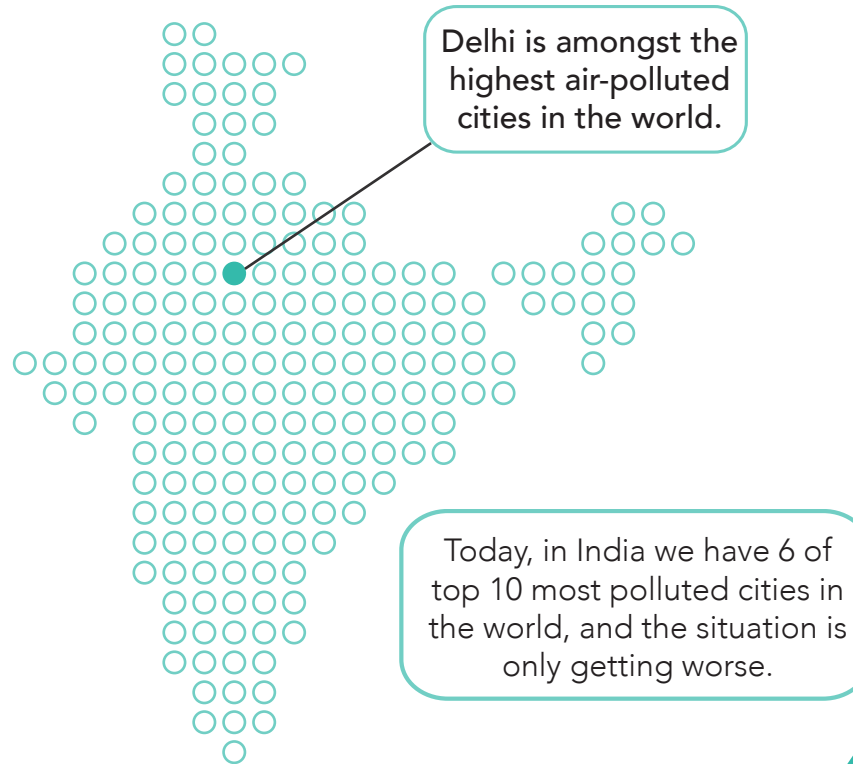 Delhi is amongst the
highest air-polluted
cities in the world.
Today, in India we have 6 of
top 10 most polluted cities in
the world, and the situation is
only getting worse.